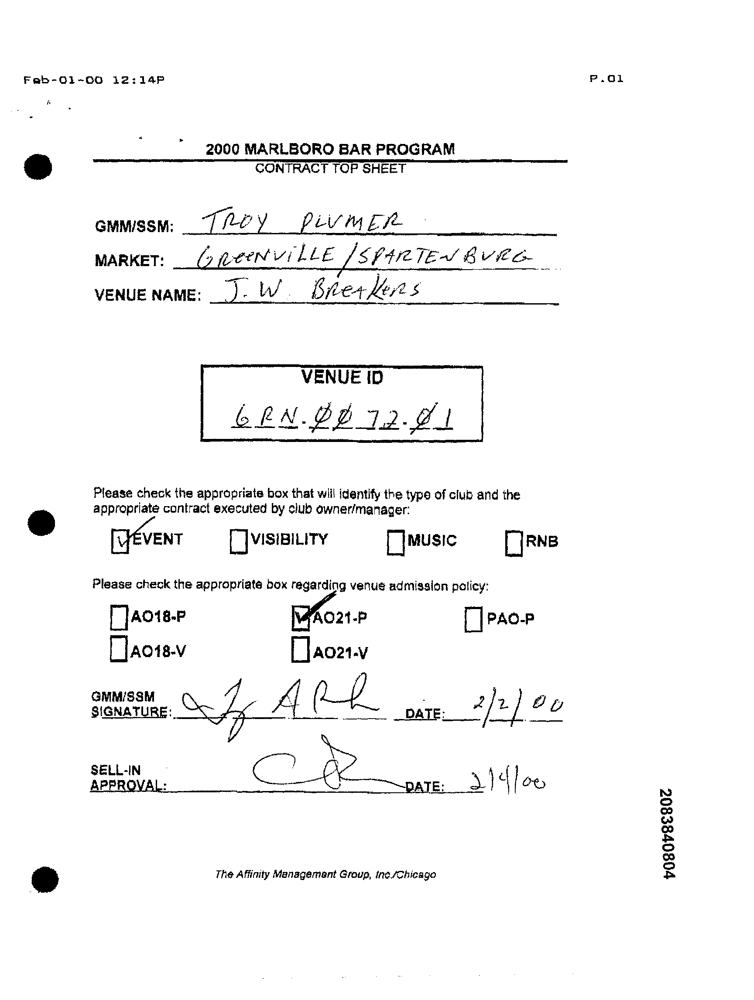 Feb-01-00 12:14P P.01
2000 MARLBORO BAR PROGRAM
CONTRACT TOP SHEET
GMM/SSM: TROY PLUMER
MARKET: GREENVILLE/SPARTENBURG
VENUE NAME: J.W. BREAKERS
VENUE ID
GRN.0072.01
Please check the appropriate box that will identify the type of club and the
appropriate contract executed by club owner/manager:
EVENT VISIBILITY MUSIC RNB
Please check the appropriate box regarding venue admission policy:
AO18-P AO21-P PAO-P
AO18-V AO21-V
GMM/SSM
SIGNATURE: DATE: 2/2/00
SELL-IN
APPROVAL: DATE: 2/4/00
2083840804
The Affinity Management Group, Inc./Chicago